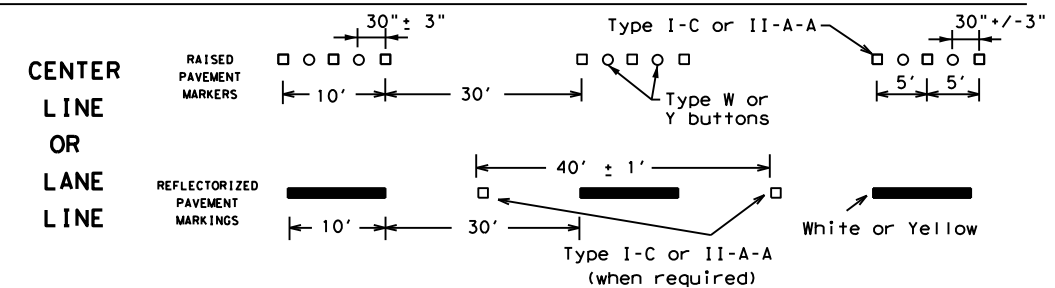 CENTER
LINE
OR
LANE
LINE
RAISED
PAVEMENT
MARKERS
30"± 3"
10'
30'
Type I-C or II-A-A
Type W or
Y buttons
30"+/-3"
5'
5'
REFLECTORIZED
PAVEMENT
MARKINGS
10'
30'
40' ± 1'
Type I-C or II-A-A
(when required)
White or Yellow